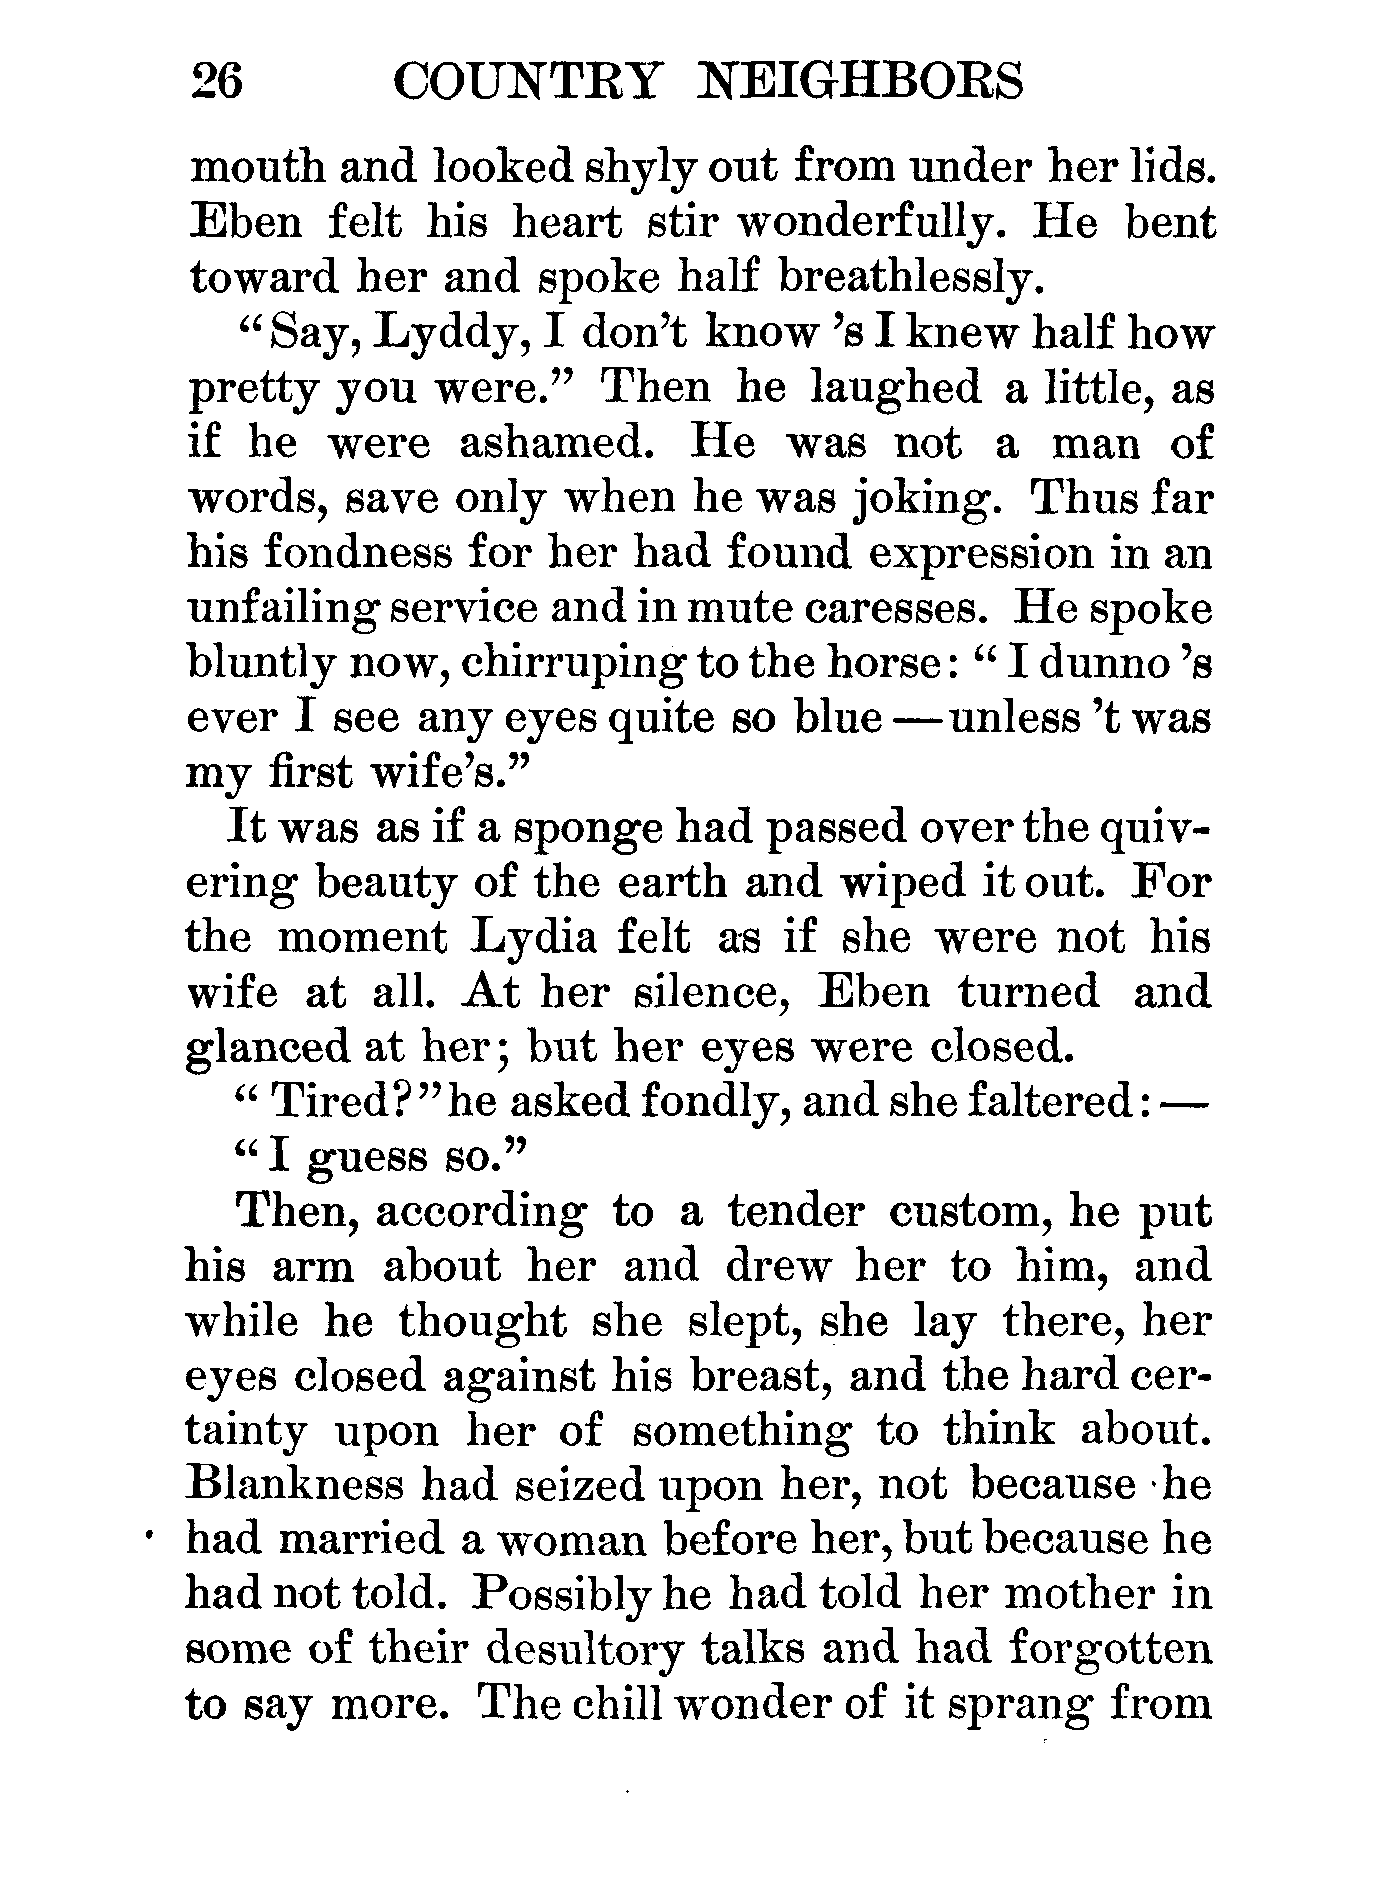 26 COUNTRY NEIGHBORS
mouth and looked shyly out from under her lids.
Eben felt his heart stir wonderfully. He bent
toward her and spoke half breathlessly.
“Say, Lyddy, I don’t know ’s I knew half how
pretty you were.” Then he laughed a little, as
if he were ashamed. He was not a man of
words, save only when he was joking. Thus far
his fondness for her had found expression in an
unfailing service and in mute caresses. He spoke
bluntly now, chirruping to the horse: “I dunno ’s
ever I see any eyes quite so blue—unless ’t was
my first wife’s.”
It was as if a sponge had passed over the quiv-
ering beauty of the earth and wiped it out. For
the moment Lydia felt as if she were not his
wife at all. At her silence, Eben turned and
glanced at her; but her eyes were closed.
“Tired?” he asked fondly, and she faltered:—
“I guess so.”
Then, according to a tender custom, he put
his arm about her and drew her to him, and
while he thought she slept, she lay there, her
eyes closed against his breast, and the hard cer-
tainty upon her of something to think about.
Blankness had seized upon her, not because he
had married a woman before her, but because he
had not told. Possibly he had told her mother in
some of their desultory talks and had forgotten
to say more. The chill wonder of it sprang from